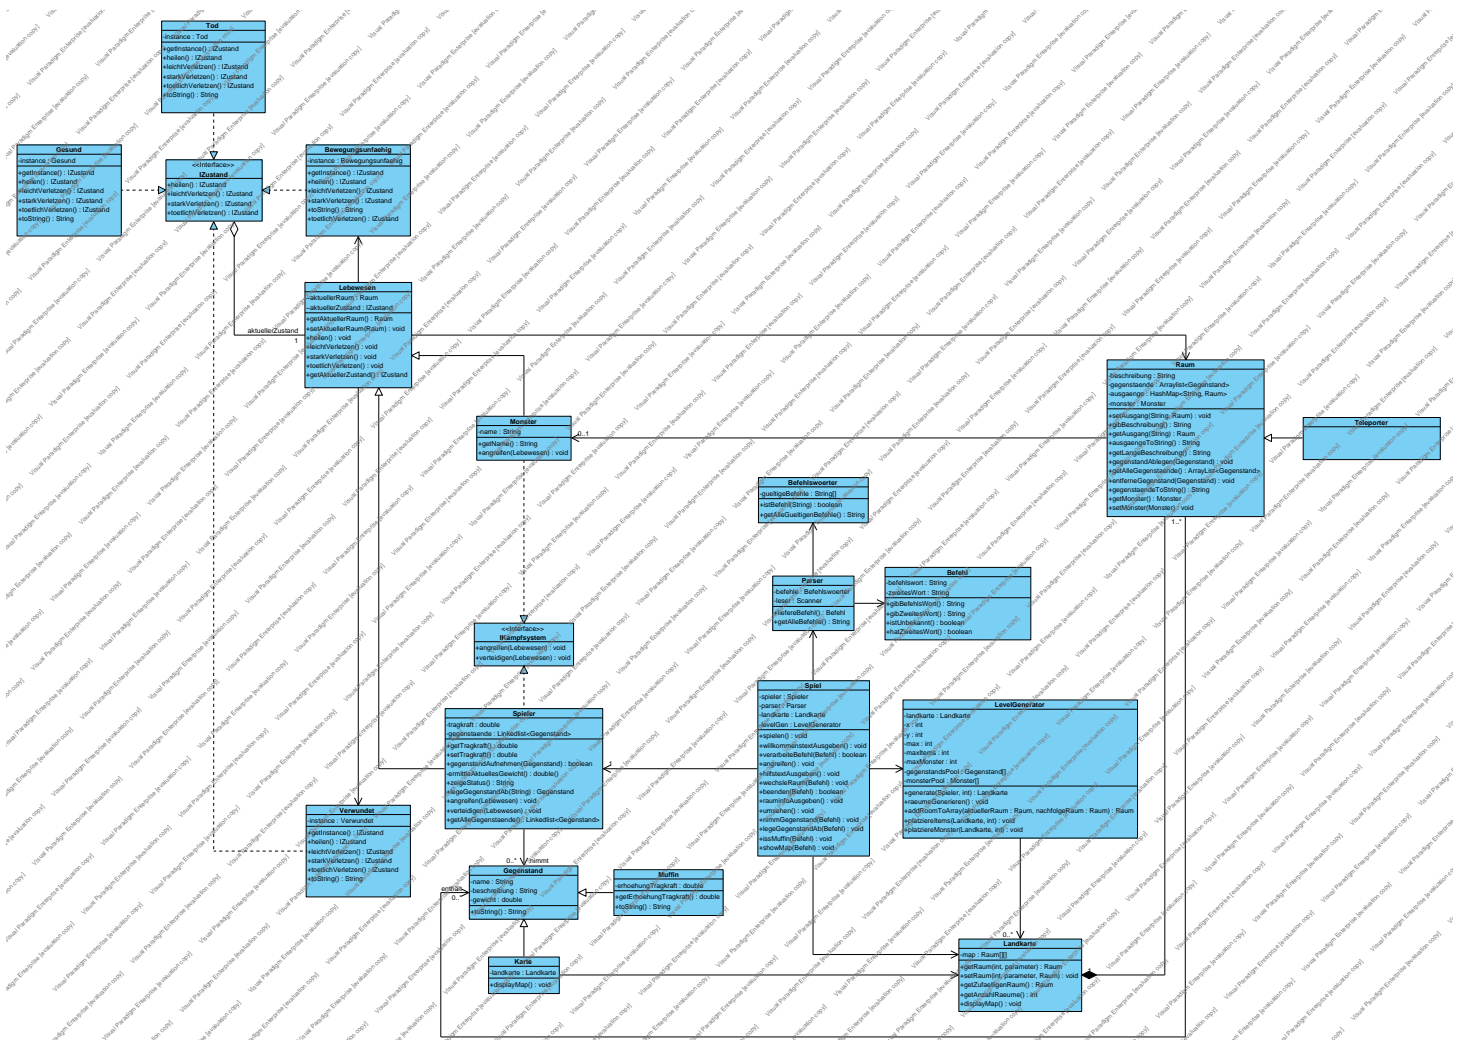 Tod
-instance : Tod
+getInstance() : IZustand
+heilen() : IZustand
+leichtVerletzen() : IZustand
+starkVerletzen() : IZustand
+toetlichVerletzen() : IZustand
+toString() : String
Gesund
-instance : Gesund
+getInstance() : IZustand
+heilen() : IZustand
+leichtVerletzen() : IZustand
+starkVerletzen() : IZustand
+toetlichVerletzen() : IZustand
+toString() : String
<<Interface>>
IZustand
+heilen() : IZustand
+leichtVerletzen() : IZustand
+starkVerletzen() : IZustand
+toetlichVerletzen() : IZustand
Bewegungsunfaehig
-instance : Bewegungsunfaehig
+getInstance() : IZustand
+heilen() : IZustand
+leichtVerletzen() : IZustand
+starkVerletzen() : IZustand
+toString() : String
+toetlichVerletzen() : IZustand
Lebewesen
-aktuellerRaum : Raum
-aktuellerZustand : IZustand
+getAktuellerRaum() : Raum
+setAktuellerRaum(Raum) : void
+heilen() : void
+leichtVerletzen() : void
+starkVerletzen() : void
+toetlichVerletzen() : void
+getAktuellerZustand() : IZustand
aktuellerZustand
1
Raum
-beschreibung : String
-gegenstaende : Arraylist<Gegenstand>
-ausgaenge : HashMap<String, Raum>
-monster : Monster
+setAusgang(String, Raum) : void
+gibBeschreibung() : String
+getAusgang(String) : Raum
+ausgaengeToString() : String
+getLangeBeschreibung() : String
+gegenstandAblegen(Gegenstand) : void
+getAlleGegenstaende() : ArrayList<Gegenstand>
+entferneGegenstand(Gegenstand) : void
+gegenstaendeToString() : String
+getMonster() : Monster
+setMonster(Monster) : void
1..*
Teleporter
Monster
-name : String
+getName() : String
+angreifen(Lebewesen) : void
0..1
Befehlswoerter
-gueltigeBefehle : String[]
+istBefehl(String) : boolean
+getAlleGueltigenBefehle() : String
Parser
-befehle : Befehlswoerter
-leser : Scanner
+liefereBefehl() : Befehl
+getAlleBefehle() : String
Befehl
-befehlswort : String
-zweitesWort : String
+gibBefehlsWort() : String
+gibZweitesWort() : String
+istUnbekannt() : boolean
+hatZweitesWort() : boolean
<<Interface>>
IKampfsystem
+angreifen(Lebewesen) : void
+verteidigen(Lebewesen) : void
Spieler
-tragkraft : double
-gegenstaende : Linkedlist<Gegenstand>
+getTragkraft() : double
+setTragkraft() : double
+gegenstandAufnehmen(Gegenstand) : boolean
-ermittleAktuellesGewicht() : double()
+zeigeStatus() : String
+legeGegenstandAb(String) : Gegenstand
+angreifen(Lebewesen) : void
+verteidigen(Lebewesen) : void
+getAlleGegenstaende() : Linkedlist<Gegenstand>
1
Spiel
-spieler : Spieler
-parser : Parser
-landkarte : Landkarte
-levelGen : LevelGenerator
+spielen() : void
+willkommenstextAusgeben() : void
+verarbeiteBefehl(Befehl) : boolean
+angreifen() : void
+hilfstextAusgeben() : void
+wechsleRaum(Befehl) : void
+beenden(Befehl) : boolean
+rauminfoAusgeben() : void
+umsehen() : void
+nimmGegenstand(Befehl) : void
+legeGegenstandAb(Befehl) : void
+issMuffin(Befehl) : void
+showMap(Befehl) : void
LevelGenerator
-landkarte : Landkarte
-x : int
-y : int
-max : int
-maxItems : int
-maxMonster : int
-gegenstandsPool : Gegenstand[]
-monsterPool : Monster[]
+generate(Spieler, int) : Landkarte
+raeumeGenerieren() : void
+addRoomToArray(aktuellerRaum : Raum, nachfolgeRaum : Raum) : Raum
+platziereItems(Landkarte, int) : void
+platziereMonster(Landkarte, int) : void
Verwundet
-instance : Verwundet
+getInstance() : IZustand
+heilen() : IZustand
+leichtVerletzen() : IZustand
+starkVerletzen() : IZustand
+toetlichVerletzen() : IZustand
+toString() : String
0..* nimmt
Gegenstand
-name : String
-beschreibung : String
-gewicht : double
+toString() : String
enthält
0..*
Muffin
-erhoehungTragkraft : double
+getErhoehungTragkraft() : double
+toString() : String
Karte
-landkarte : Landkarte
+displayMap() : void
0..*
Landkarte
-map : Raum[][]
+getRaum(int, parameter) : Raum
+setRaum(int, parameter, Raum) : void
+getZufaelligenRaum() : Raum
+getAnzahlRaeume() : int
+displayMap() : void
Visual Paradigm Enterprise [evaluation copy]